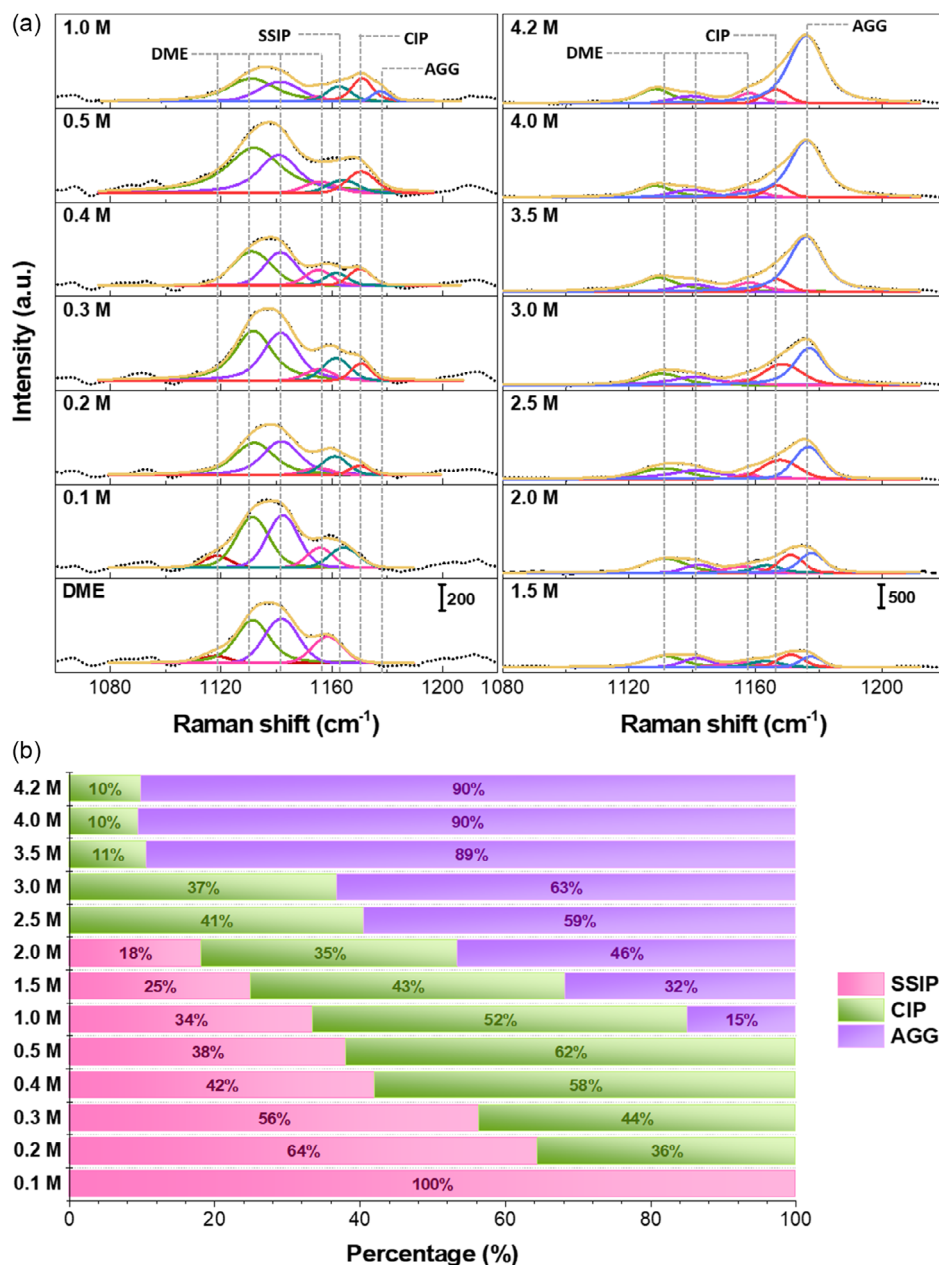 (a)
1.0 M
DME
SSIP
CIP
AGG
0.5 M
0.4 M
0.3 M
0.2 M
0.1 M
DME
200
1080 1120 1160 1200
Raman shift (cm-1)
Intensity (a.u.)
4.2 M
DME
CIP
AGG
4.0 M
3.5 M
3.0 M
2.5 M
2.0 M
1.5 M
500
1080 1120 1160 1200
Raman shift (cm-1)
(b)
4.2 M 10% 90%
4.0 M 10% 90%
3.5 M 11% 89%
3.0 M 37% 63%
2.5 M 41% 59%
2.0 M 18% 35% 46%
1.5 M 25% 43% 32%
1.0 M 34% 52% 15%
0.5 M 38% 62%
0.4 M 42% 58%
0.3 M 56% 44%
0.2 M 64% 36%
0.1 M 100%
0 20 40 60 80 100
Percentage (%)
SSIP
CIP
AGG